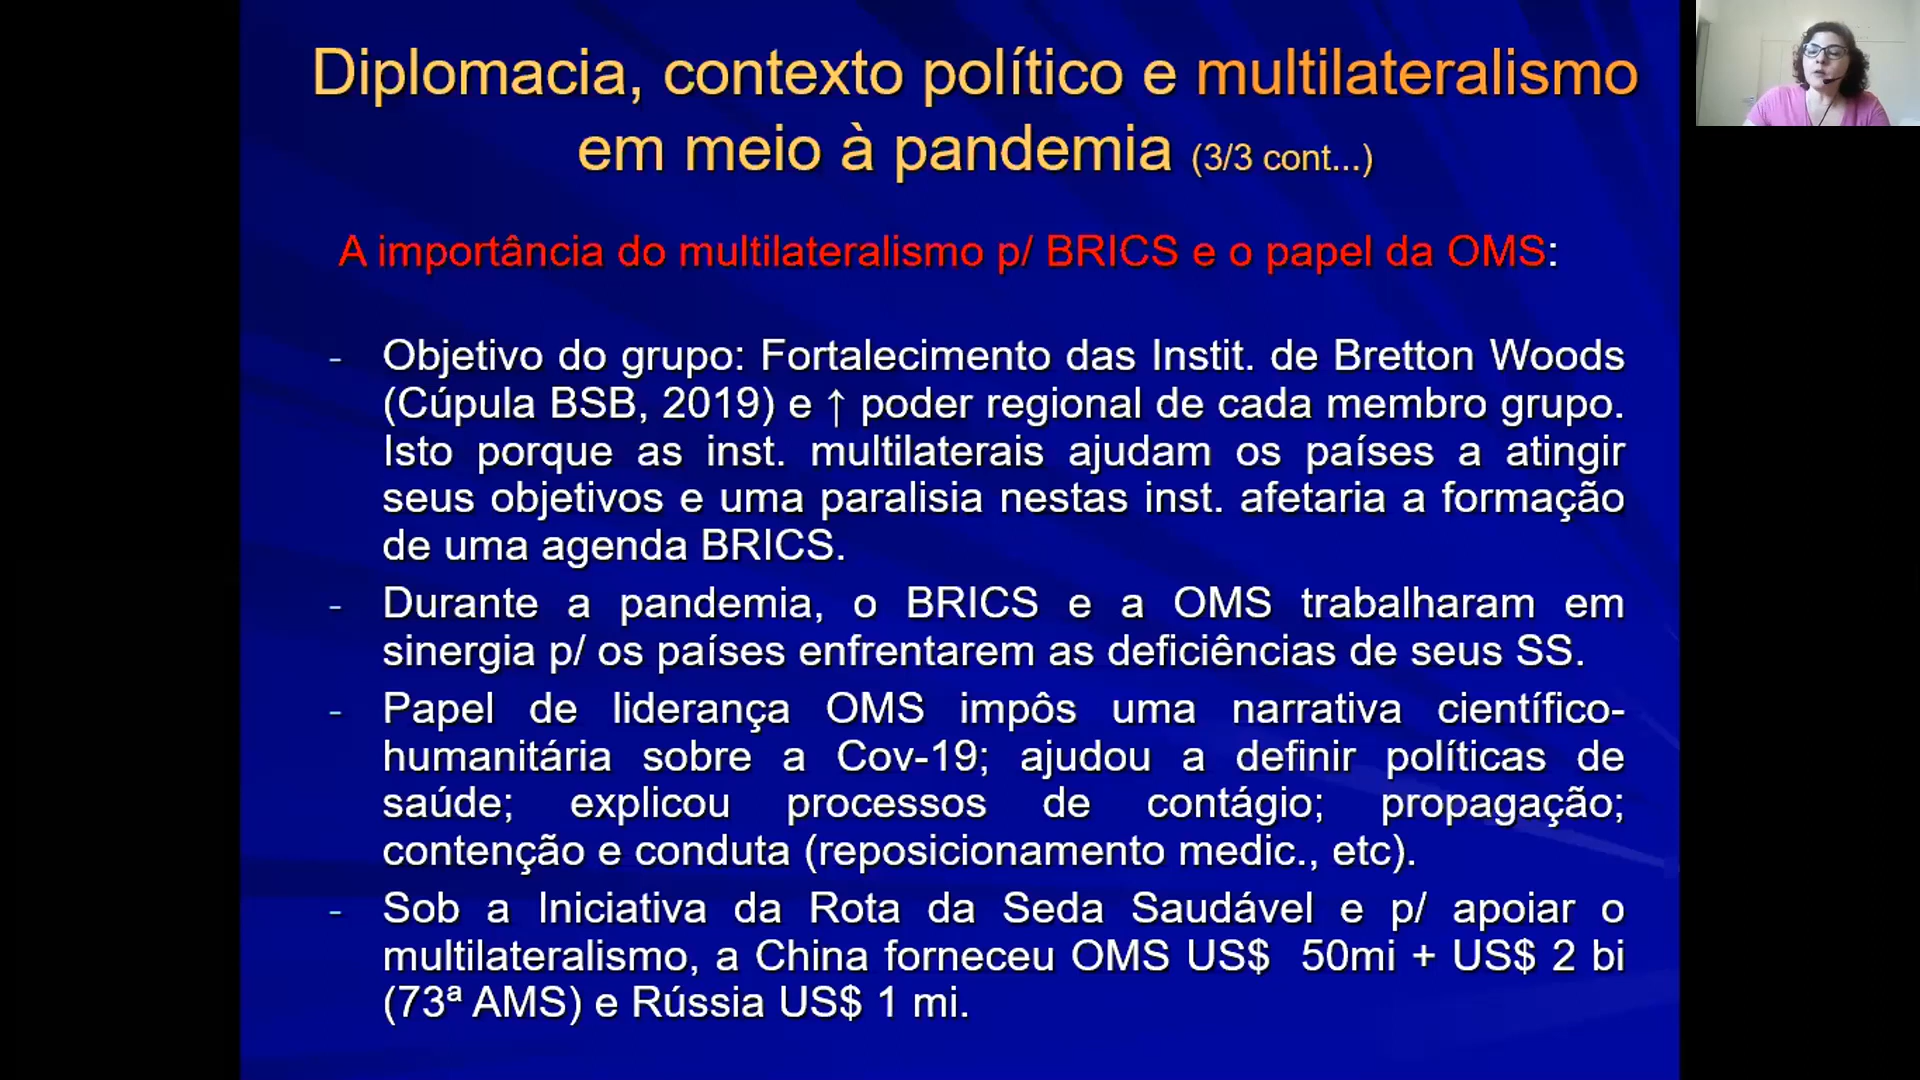 Diplomacia, contexto político e multilateralismo
em meio à pandemia (3/3 cont...)
A importância do multilateralismo p/ BRICS e o papel da OMS:
- Objetivo do grupo: Fortalecimento das Instit. de Bretton Woods
(Cúpula BSB, 2019) e ↑ poder regional de cada membro grupo.
Isto porque as inst. multilaterais ajudam os países a atingir
seus objetivos e uma paralisia nestas inst. afetaria a formação
de uma agenda BRICS.
- Durante a pandemia, o BRICS e a OMS trabalharam em
sinergia p/ os países enfrentarem as deficiências de seus SS.
- Papel de liderança OMS impôs uma narrativa científico-
humanitária sobre a Cov-19; ajudou a definir políticas de
saúde; explicou processos de contágio; propagação;
contenção e conduta (reposicionamento medic., etc).
- Sob a Iniciativa da Rota da Seda Saudável e p/ apoiar o
multilateralismo, a China forneceu OMS US$ 50mi + US$ 2 bi
(73ª AMS) e Rússia US$ 1 mi.